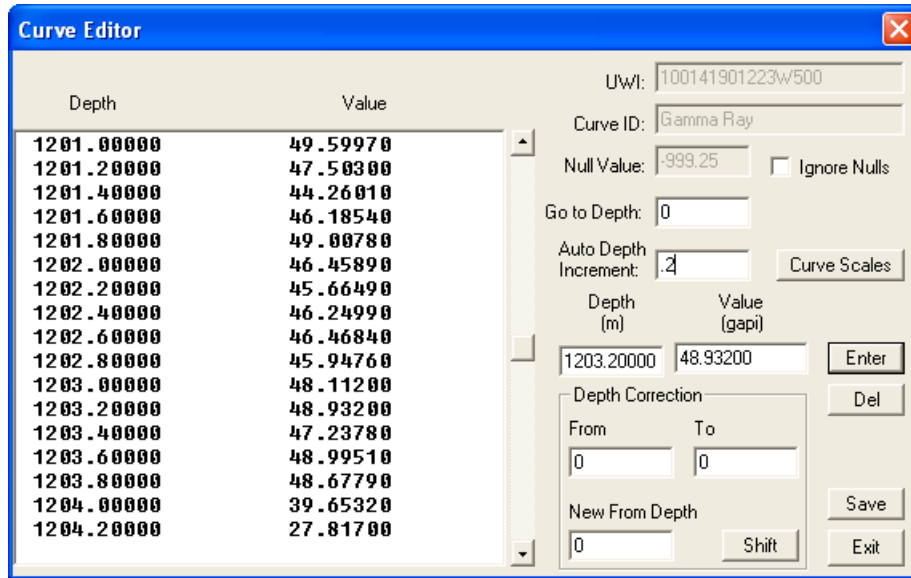 Curve Editor
Depth Value
1201.00000 49.59970
1201.20000 47.50300
1201.40000 44.26010
1201.60000 46.18540
1201.80000 49.00780
1202.00000 46.45890
1202.20000 45.66490
1202.40000 46.24990
1202.60000 46.46840
1202.80000 45.94760
1203.00000 48.11200
1203.20000 48.93200
1203.40000 47.23780
1203.60000 48.99510
1203.80000 48.67790
1204.00000 39.65320
1204.20000 27.81700
UWI: 100141901223W500
Curve ID: Gamma Ray
Null Value: -999.25 Ignore Nulls
Go to Depth: 0
Auto Depth
Increment: .2 Curve Scales
Depth Value
(m) (gapi)
1203.20000 48.93200 Enter
Del
Depth Correction
From To
0 0
New From Depth
0 Shift
Save
Exit